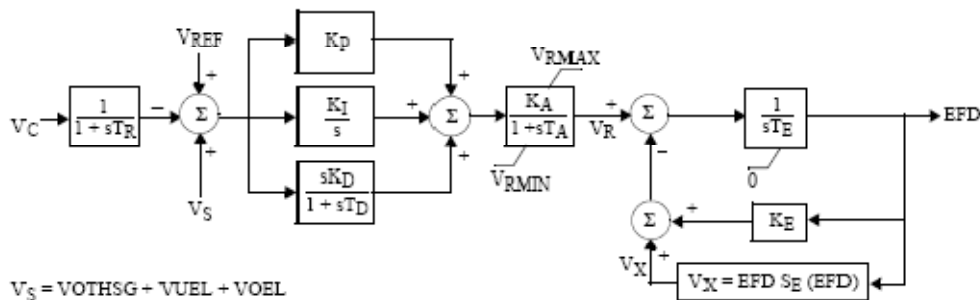 VREF
+
VC
1
1 + sTR
−
Σ
+
VS
Kp
KI
s
sKD
1 + sTD
+
+
+
Σ
VRMAX
KA
1 + sTA
VRMIN
VR
+
Σ
−
1
sTE
0
EFD
Σ
+
KE
+
VX
VX = EFD SE (EFD)
VS = VOTHSG + VUEL + VOEL